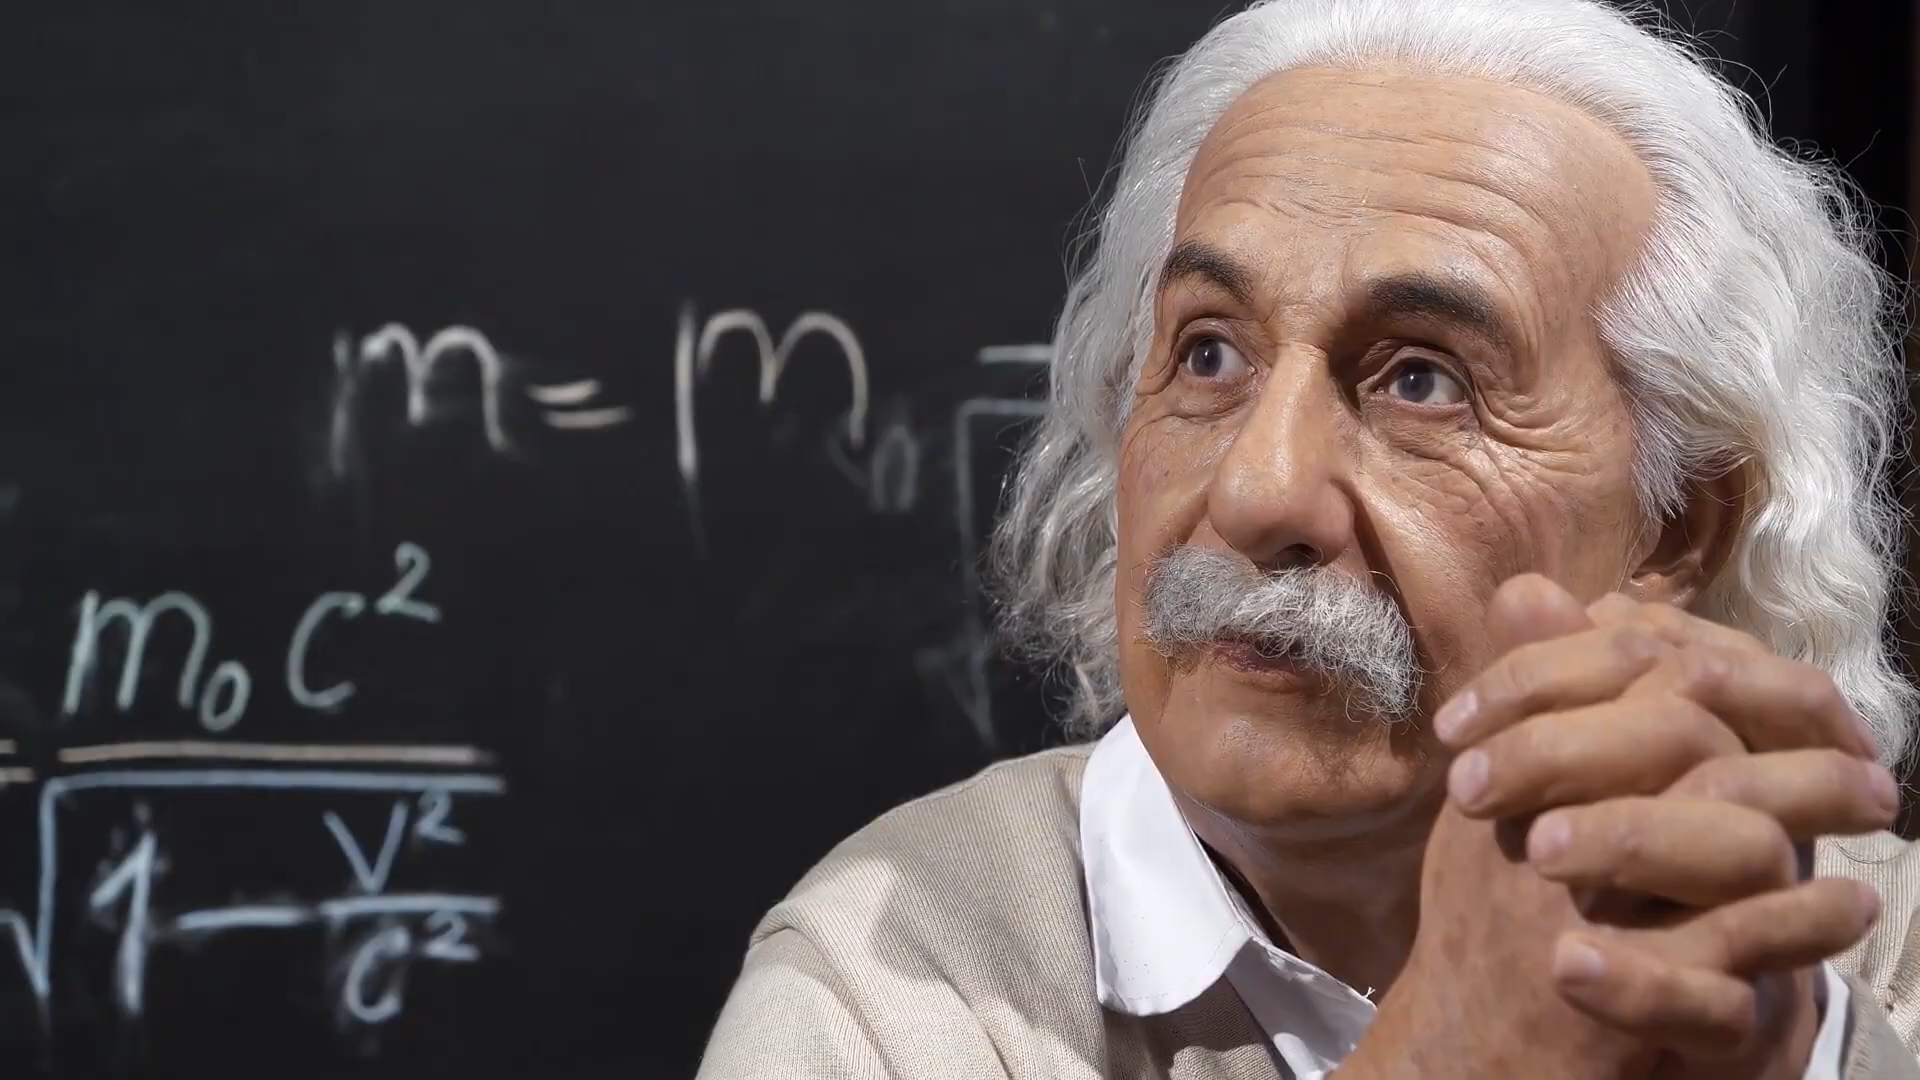 m = m₀
m₀c²
= ―――
√1 - v²/c²